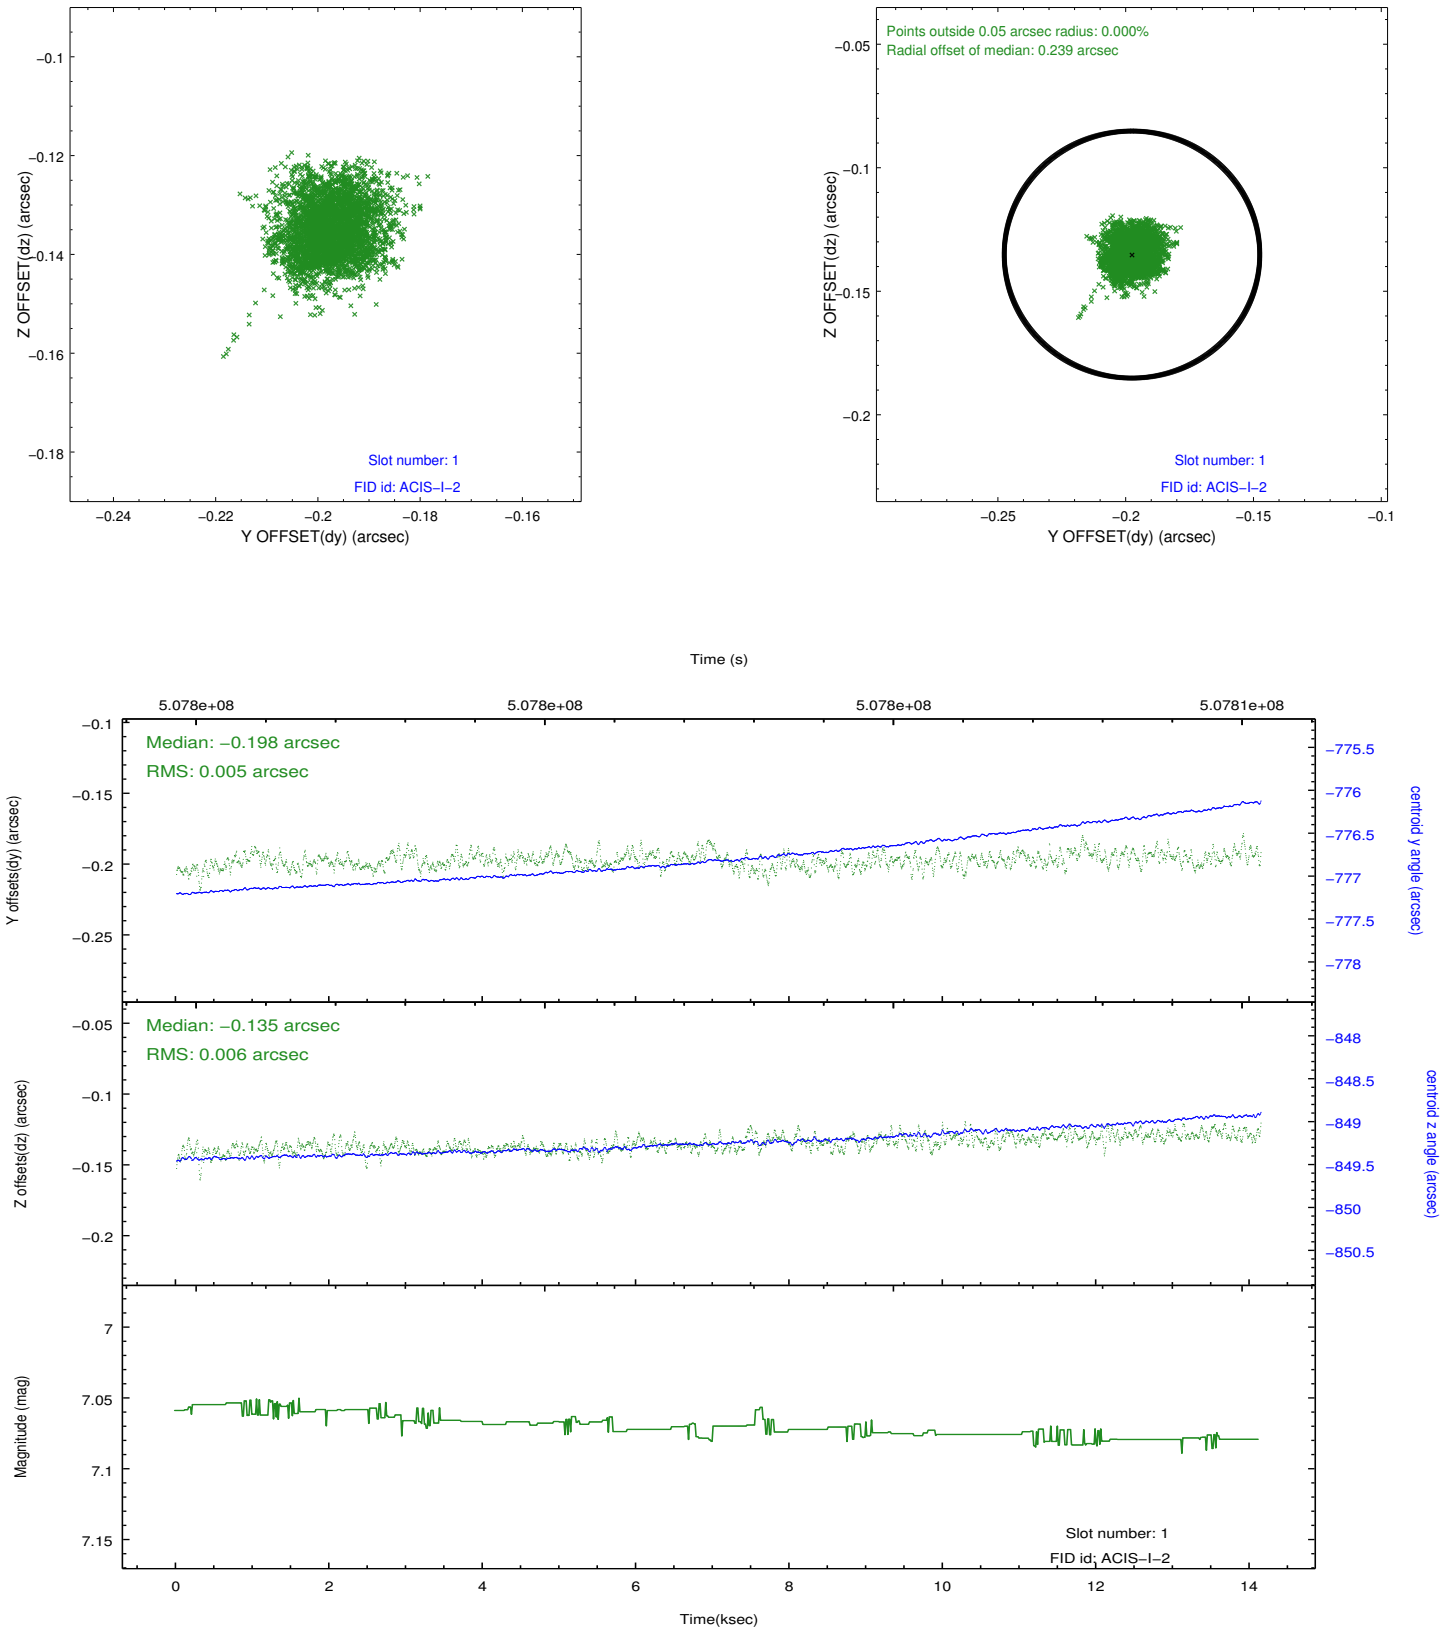 −0.1
−0.12
−0.14
−0.16
−0.18
Z OFFSET(dz) (arcsec)
Slot number: 1
FID id: ACIS−I−2
−0.24 −0.22 −0.2 −0.18 −0.16
Y OFFSET(dy) (arcsec)
Points outside 0.05 arcsec radius: 0.000%
Radial offset of median: 0.239 arcsec
−0.05
−0.1
−0.15
−0.2
Z OFFSET(dz) (arcsec)
Slot number: 1
FID id: ACIS−I−2
−0.25 −0.2 −0.15 −0.1
Y OFFSET(dy) (arcsec)
Time (s)
5.078e+08 5.078e+08 5.078e+08 5.0781e+08
Median: −0.198 arcsec
RMS: 0.005 arcsec
−0.1
−0.15
−0.2
−0.25
Y offsets(dy) (arcsec)
−775.5
−776
−776.5
−777
−777.5
−778
centroid y angle (arcsec)
Median: −0.135 arcsec
RMS: 0.006 arcsec
−0.05
−0.1
−0.15
−0.2
Z offsets(dz) (arcsec)
−848
−848.5
−849
−849.5
−850
−850.5
centroid z angle (arcsec)
7
7.05
7.1
7.15
Magnitude (mag)
Slot number: 1
FID id: ACIS−I−2
0 2 4 6 8 10 12 14
Time(ksec)